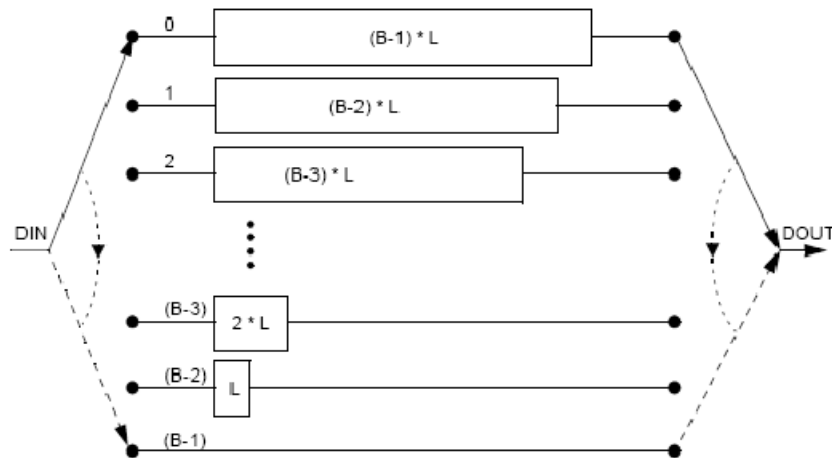 0
(B-1) * L
1
(B-2) * L
2
(B-3) * L
DIN
DOUT
(B-3)
2 * L
(B-2)
L
(B-1)